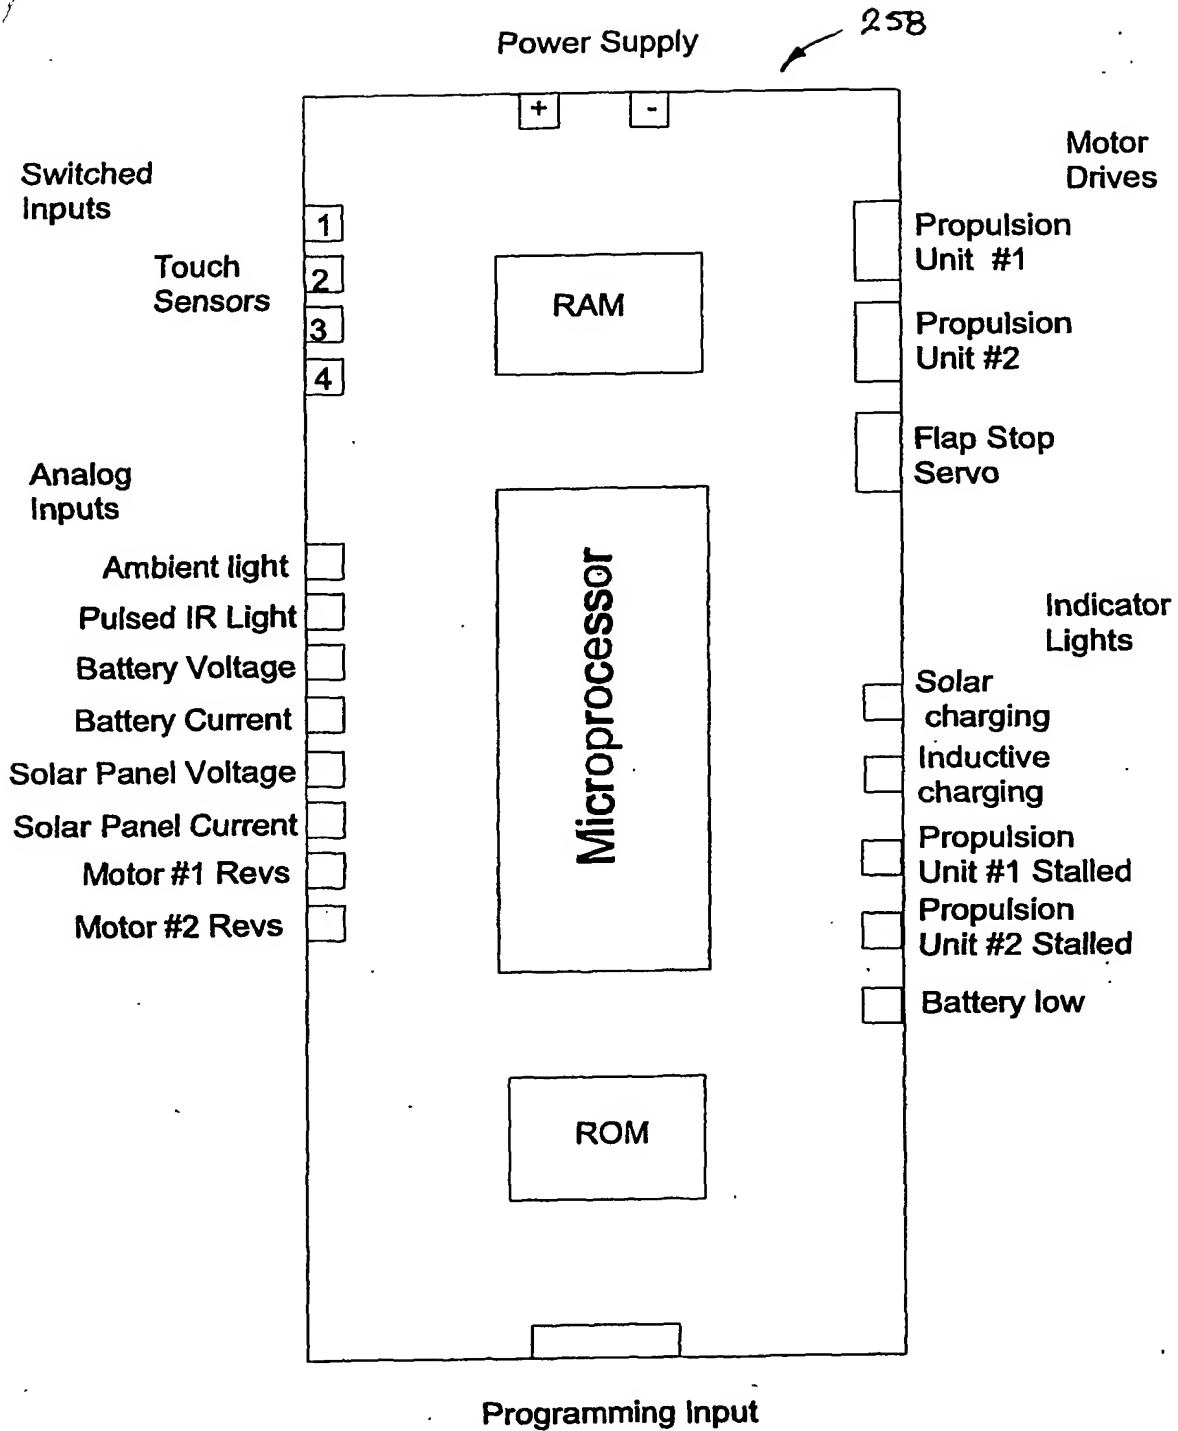 258
Power Supply
+ -
Switched
Inputs
Touch
Sensors
1
2
3
4
Analog
Inputs
Ambient light
Pulsed IR Light
Battery Voltage
Battery Current
Solar Panel Voltage
Solar Panel Current
Motor #1 Revs
Motor #2 Revs
RAM
Microprocessor
ROM
Motor
Drives
Propulsion
Unit #1
Propulsion
Unit #2
Flap Stop
Servo
Indicator
Lights
Solar
charging
Inductive
charging
Propulsion
Unit #1 Stalled
Propulsion
Unit #2 Stalled
Battery low
Programming Input